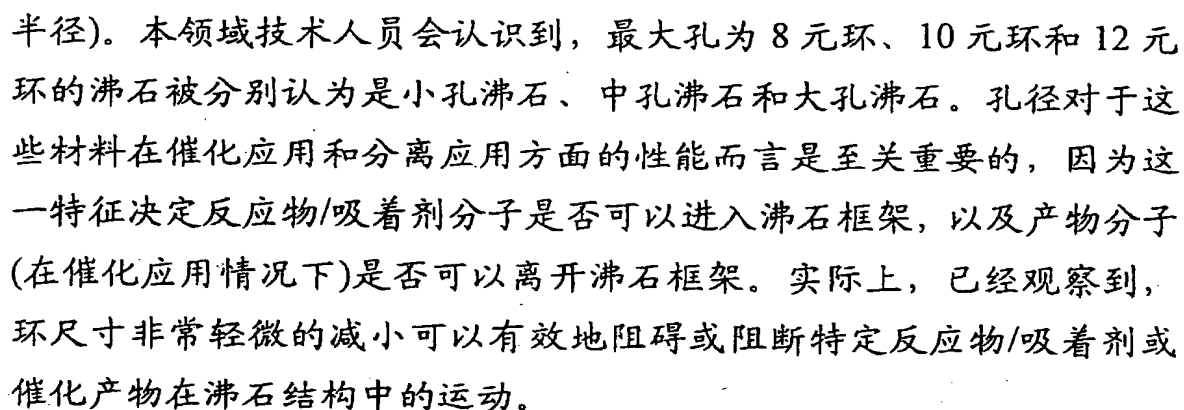 半径)。本领域技术人员会认识到，最大孔为 8 元环、10 元环和 12 元
环的沸石被分别认为是小孔沸石、中孔沸石和大孔沸石。孔径对于这
些材料在催化应用和分离应用方面的性能而言是至关重要的，因为这
一特征决定反应物/吸着剂分子是否可以进入沸石框架，以及产物分子
(在催化应用情况下)是否可以离开沸石框架。实际上，已经观察到，
环尺寸非常轻微的减小可以有效地阻碍或阻断特定反应物/吸着剂或
催化产物在沸石结构中的运动。